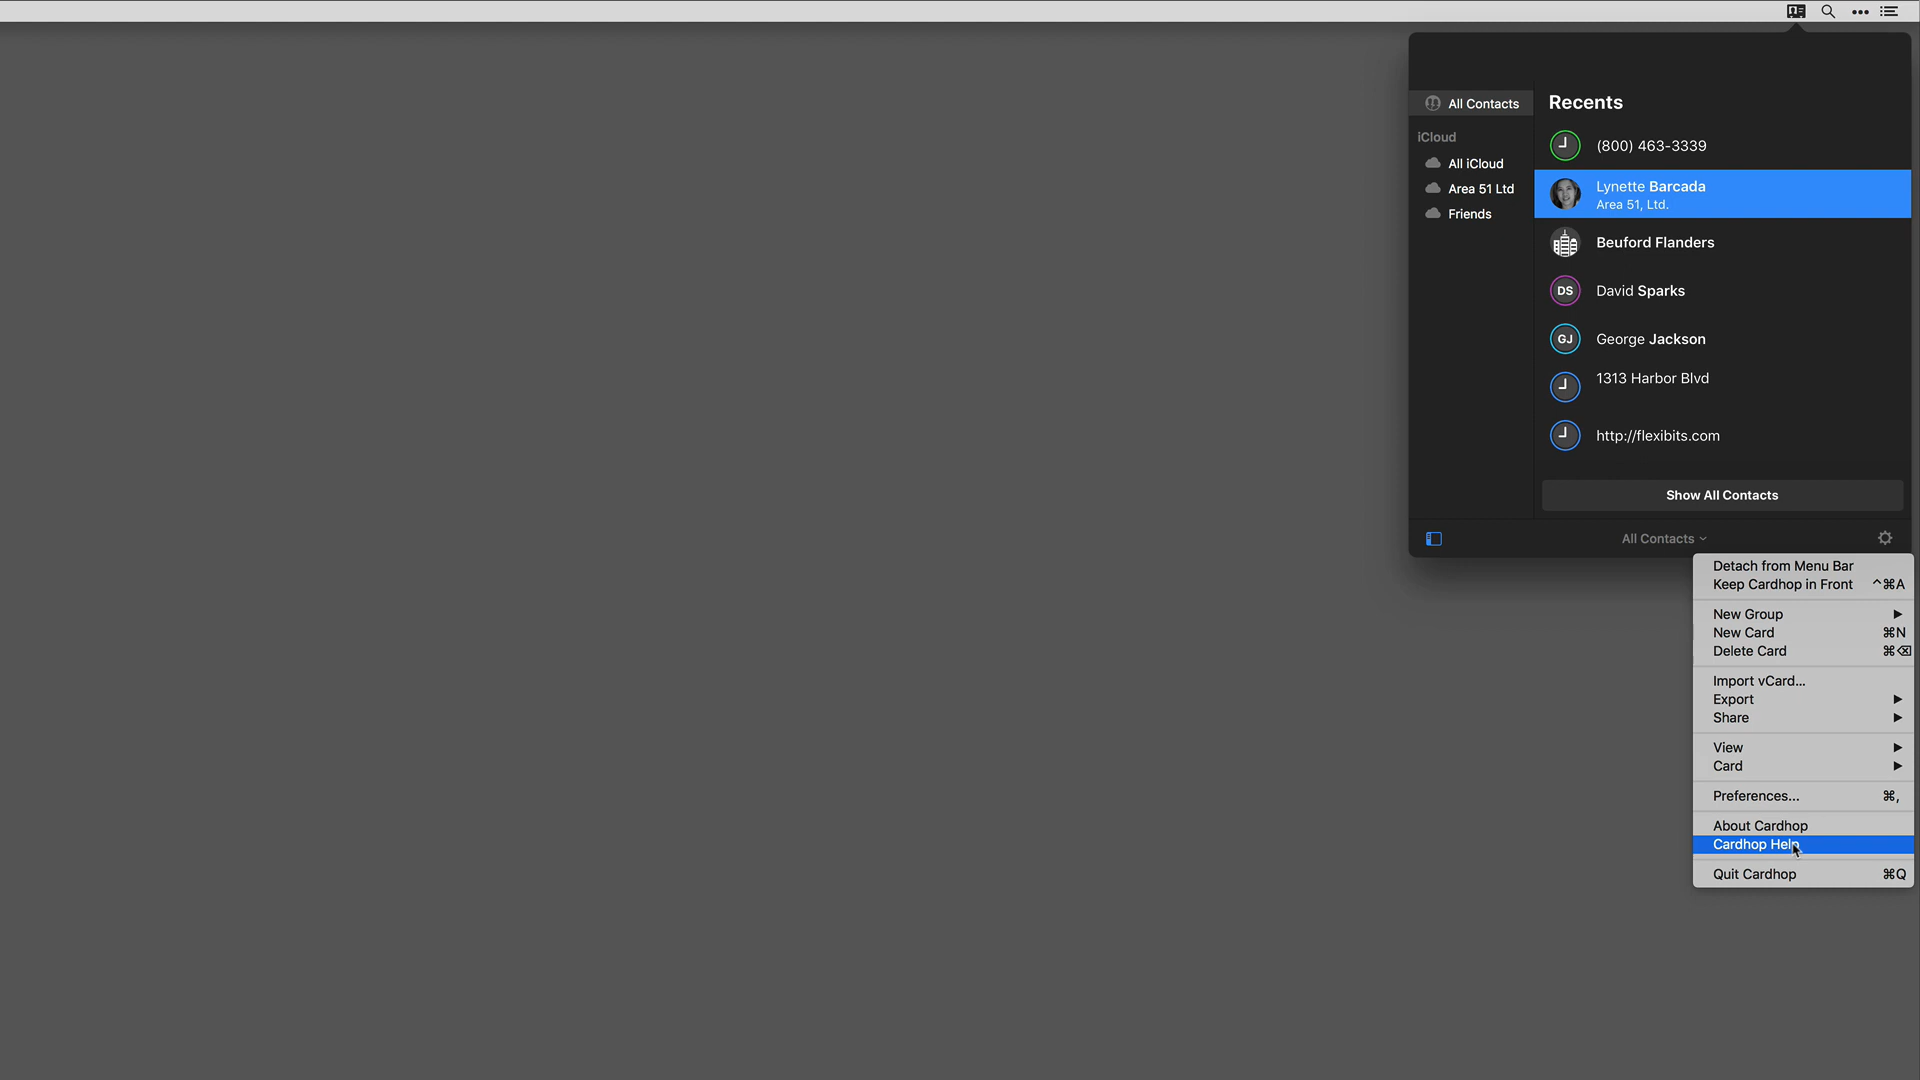 All Contacts
iCloud
All iCloud
Area 51 Ltd
Friends
Recents
(800) 463-3339
Lynette Barcada
Area 51, Ltd.
Beuford Flanders
DS
David Sparks
GJ
George Jackson
1313 Harbor Blvd
http://flexibits.com
Show All Contacts
All Contacts
Detach from Menu Bar
Keep Cardhop in Front ^⌘A
New Group ▶
New Card ⌘N
Delete Card ⌘⌫
Import vCard...
Export ▶
Share ▶
View ▶
Card ▶
Preferences... ⌘,
About Cardhop
Cardhop Help
Quit Cardhop ⌘Q